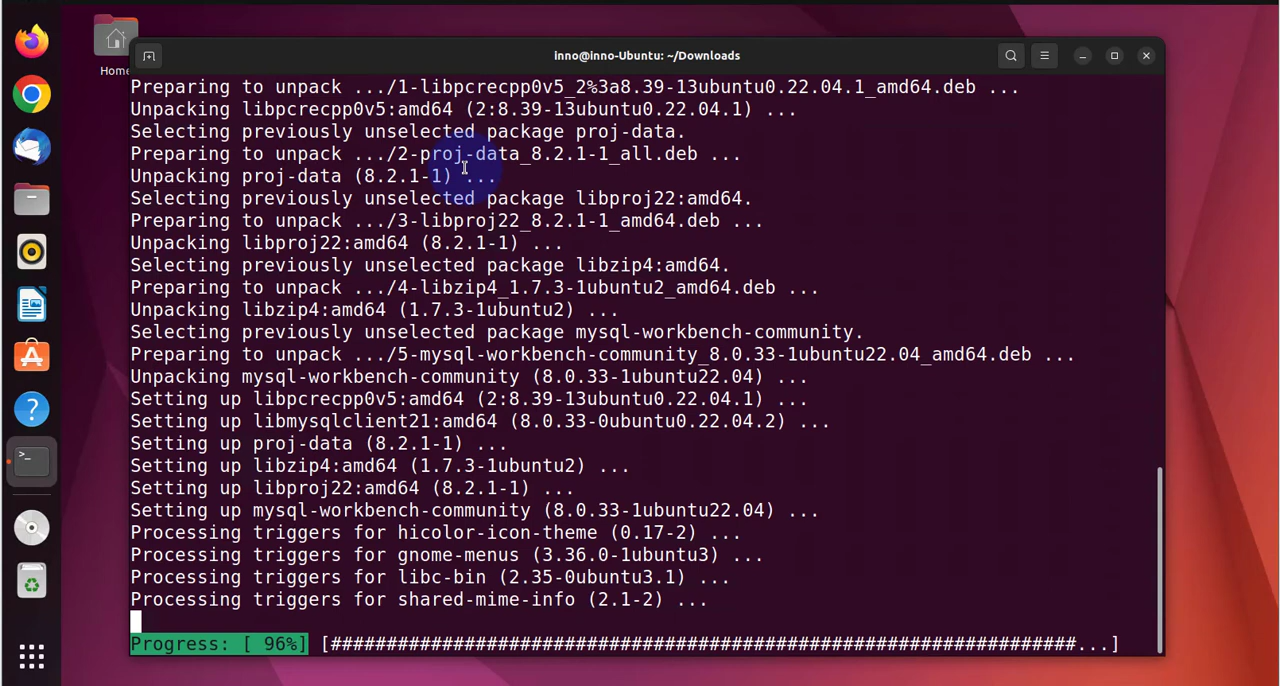 Home
inno@inno-Ubuntu: ~/Downloads
Preparing to unpack .../1-libpcrecpp0v5_2%3a8.39-13ubuntu0.22.04.1_amd64.deb ...
Unpacking libpcrecpp0v5:amd64 (2:8.39-13ubuntu0.22.04.1) ...
Selecting previously unselected package proj-data.
Preparing to unpack .../2-proj-data_8.2.1-1_all.deb ...
Unpacking proj-data (8.2.1-1) ...
Selecting previously unselected package libproj22:amd64.
Preparing to unpack .../3-libproj22_8.2.1-1_amd64.deb ...
Unpacking libproj22:amd64 (8.2.1-1) ...
Selecting previously unselected package libzip4:amd64.
Preparing to unpack .../4-libzip4_1.7.3-1ubuntu2_amd64.deb ...
Unpacking libzip4:amd64 (1.7.3-1ubuntu2) ...
Selecting previously unselected package mysql-workbench-community.
Preparing to unpack .../5-mysql-workbench-community_8.0.33-1ubuntu22.04_amd64.deb ...
Unpacking mysql-workbench-community (8.0.33-1ubuntu22.04) ...
Setting up libpcrecpp0v5:amd64 (2:8.39-13ubuntu0.22.04.1) ...
Setting up libmysqlclient21:amd64 (8.0.33-0ubuntu0.22.04.2) ...
Setting up proj-data (8.2.1-1) ...
Setting up libzip4:amd64 (1.7.3-1ubuntu2) ...
Setting up libproj22:amd64 (8.2.1-1) ...
Setting up mysql-workbench-community (8.0.33-1ubuntu22.04) ...
Processing triggers for hicolor-icon-theme (0.17-2) ...
Processing triggers for gnome-menus (3.36.0-1ubuntu3) ...
Processing triggers for libc-bin (2.35-0ubuntu3.1) ...
Processing triggers for shared-mime-info (2.1-2) ...
Progress: [ 96%] [###################################################################...]